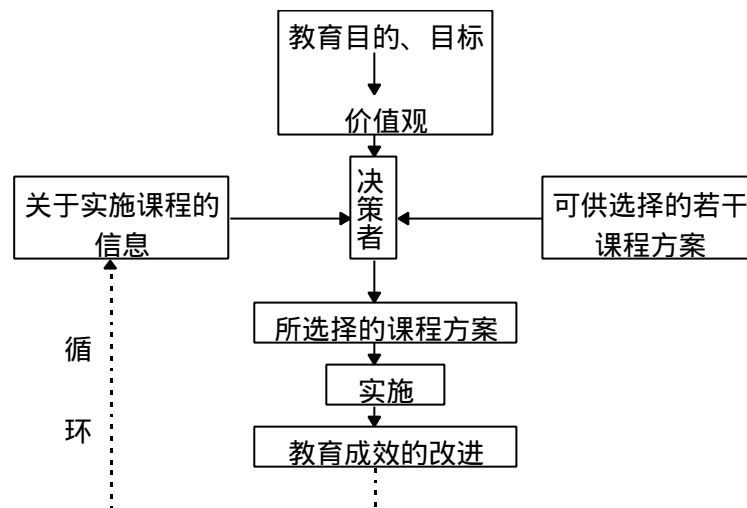 教育目的、目标
价值观
决策者
关于实施课程的
信息
可供选择的若干
课程方案
所选择的课程方案
实施
教育成效的改进
循
环